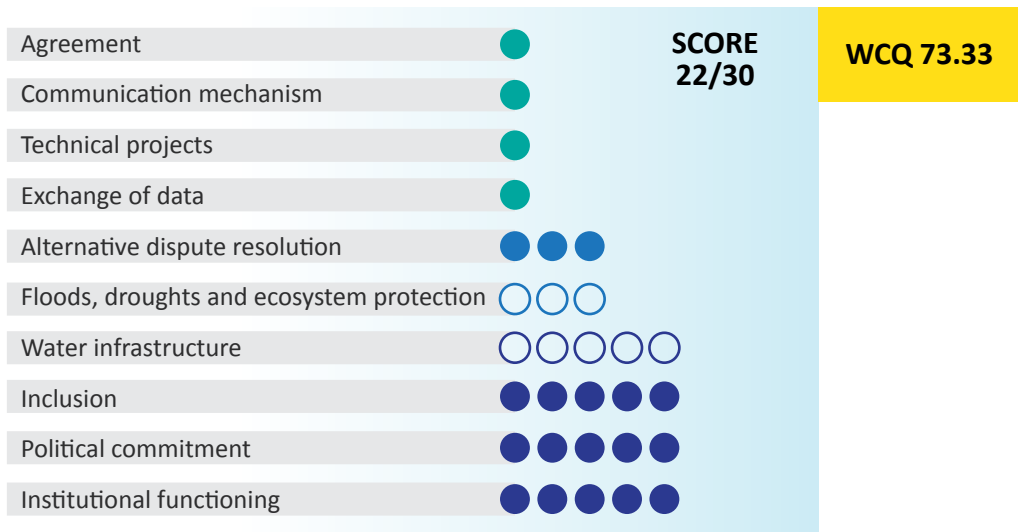 Agreement
Communication mechanism
Technical projects
Exchange of data
Alternative dispute resolution
Floods, droughts and ecosystem protection
Water infrastructure
Inclusion
Political commitment
Institutional functioning
SCORE
22/30
WCQ 73.33